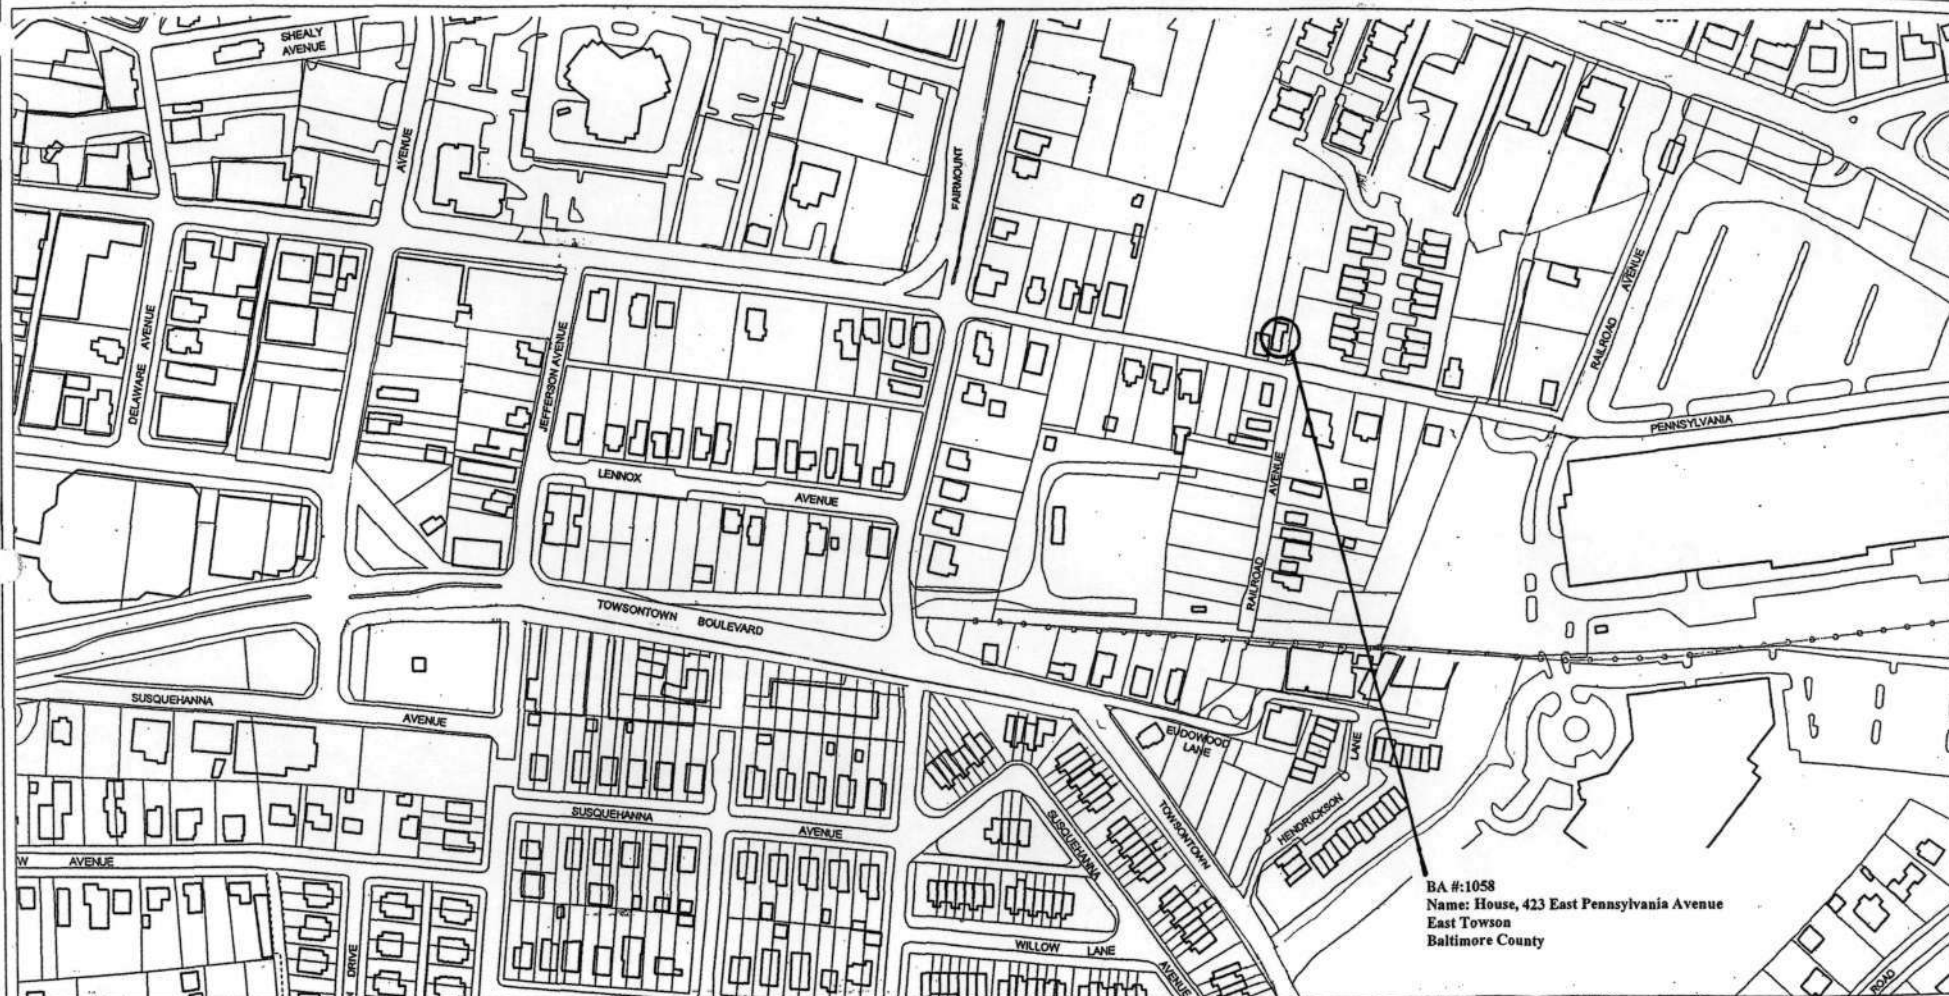 SHEALY
AVENUE
AVENUE
FAIRMOUNT
DELAWARE AVENUE
JEFFERSON AVENUE
RAILROAD AVENUE
PENNSYLVANIA
LENNOX AVENUE
RAILROAD AVENUE
TOWSONTOWN BOULEVARD
SUSQUEHANNA AVENUE
EUDOWOOD
LANE
LANE
HENDRICKSON
TOWSONTOWN
SUSQUEHANNA AVENUE
SUSQUEHANNA
AVENUE
W AVENUE
DRIVE
WILLOW LANE
BA #:1058
Name: House, 423 East Pennsylvania Avenue
East Towson
Baltimore County
ROAD